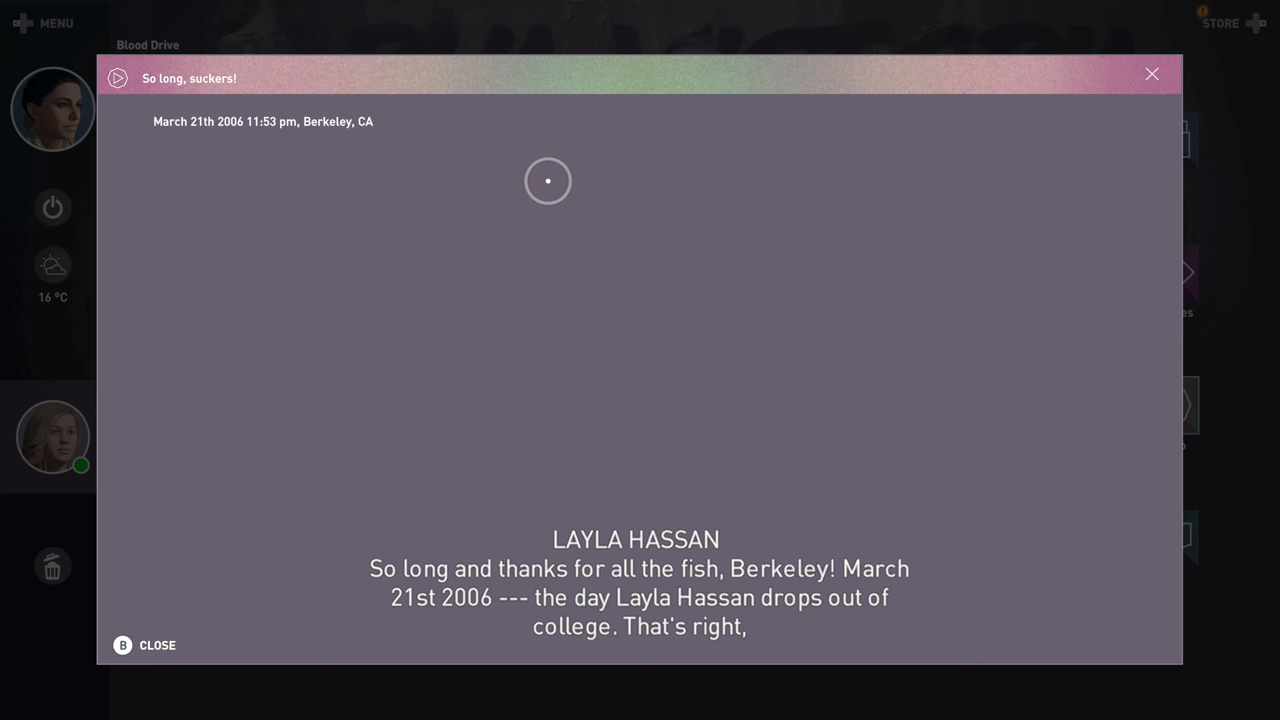 MENU
STORE
Blood Drive
So long, suckers!
March 21th 2006 11:53 pm, Berkeley, CA
16 °C
es
LAYLA HASSAN
So long and thanks for all the fish, Berkeley! March
21st 2006 --- the day Layla Hassan drops out of
college. That's right,
B CLOSE